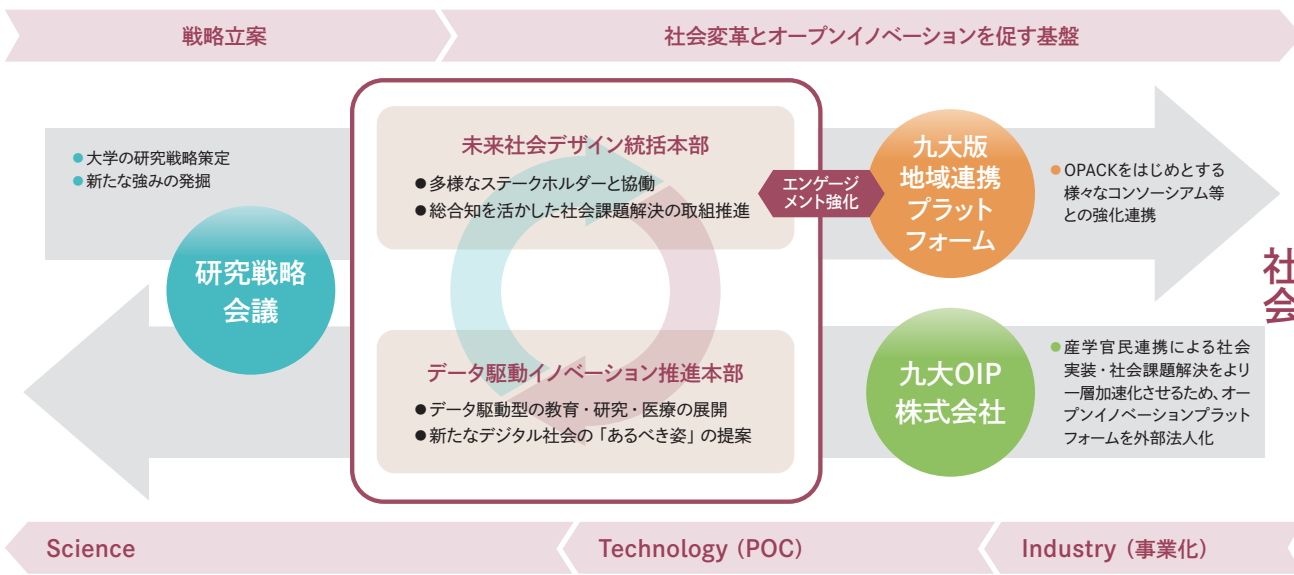 戦略立案
社会変革とオープンイノベーションを促す基盤
●大学の研究戦略策定
●新たな強みの発掘
研究戦略
会議
未来社会デザイン統括本部
●多様なステークホルダーと協働
●総合知を活かした社会課題解決の取組推進
エンゲージ
メント強化
九大版
地域連携
プラット
フォーム
●OPACKをはじめとする
様々なコンソーシアム等
との強化連携
社
会
データ駆動イノベーション推進本部
●データ駆動型の教育・研究・医療の展開
●新たなデジタル社会の「あるべき姿」の提案
九大OIP
株式会社
●産学官民連携による社会
実装・社会課題解決をより
一層加速化させるため、オー
プンイノベーションプラット
フォームを外部法人化
Science
Technology (POC)
Industry (事業化)